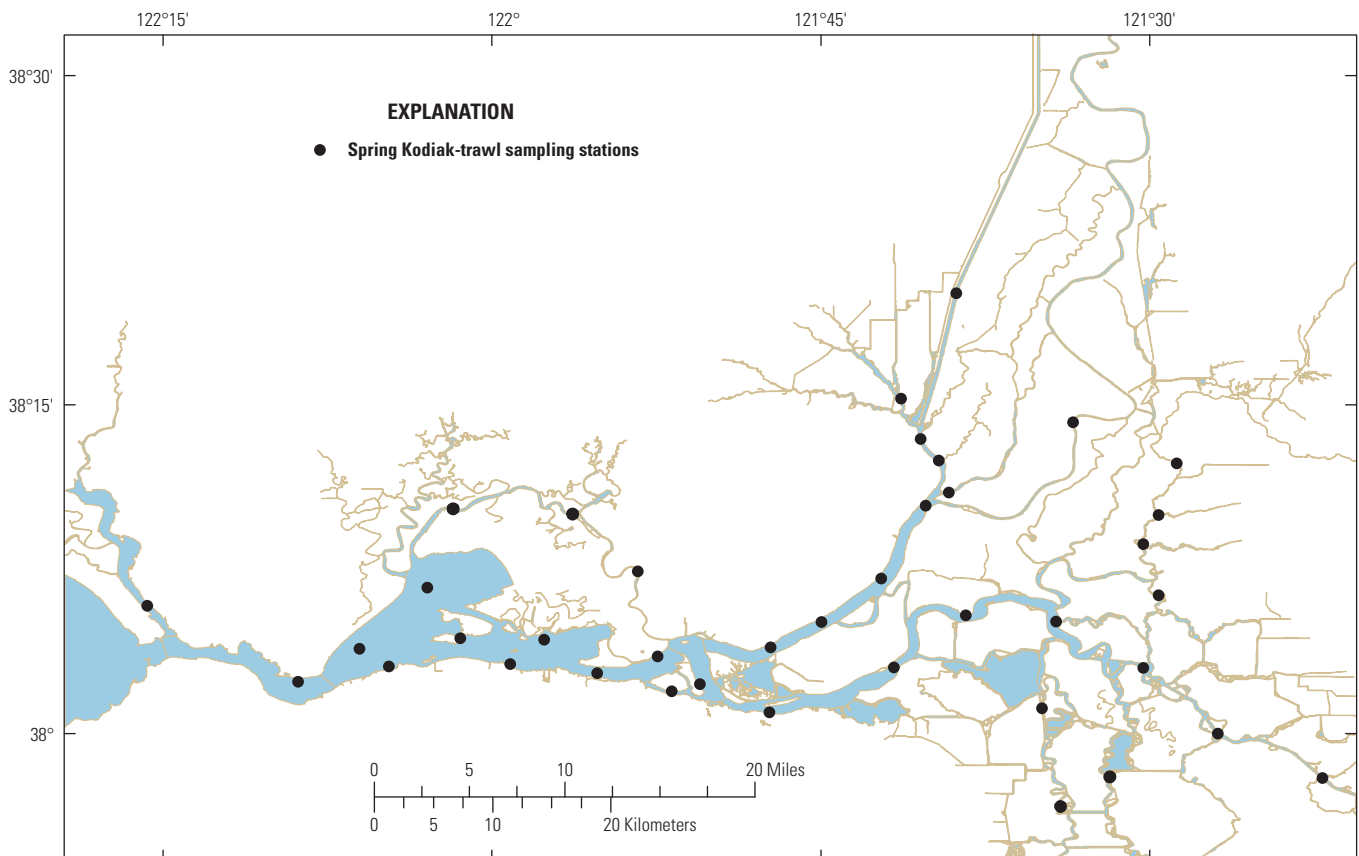 122°15' 122° 121°45' 121°30'
38°30'
EXPLANATION
Spring Kodiak-trawl sampling stations
38°15'
38°
0 5 10 20 Miles
0 5 10 20 Kilometers